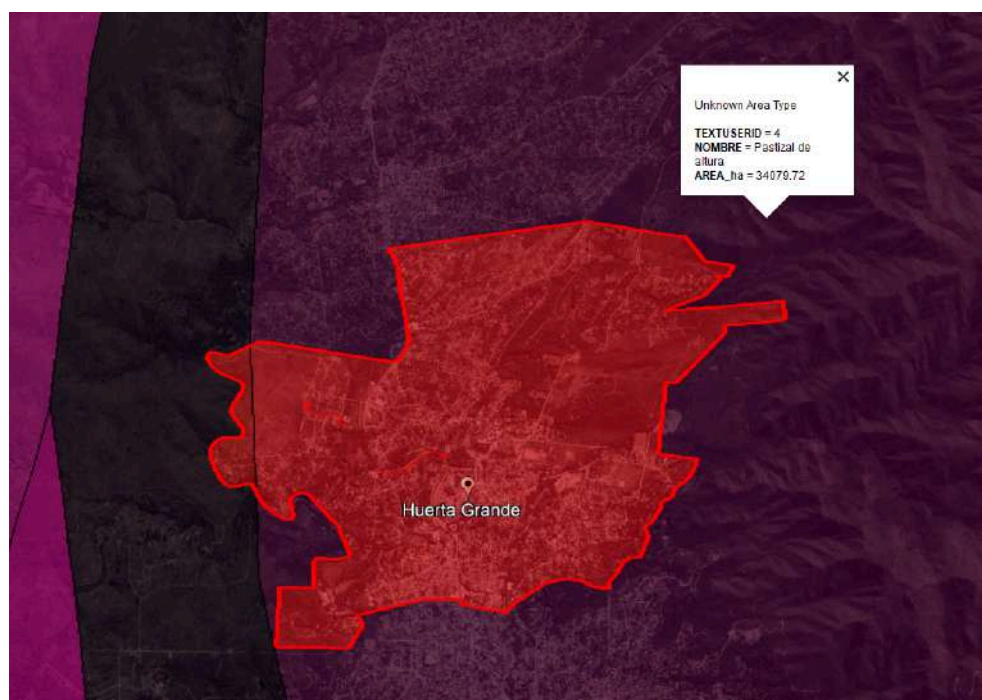 Unknown Area Type
TEXTUSERID = 4
NOMBRE = Pastizal de
altura
AREA_ha = 34079.72
Huerta Grande